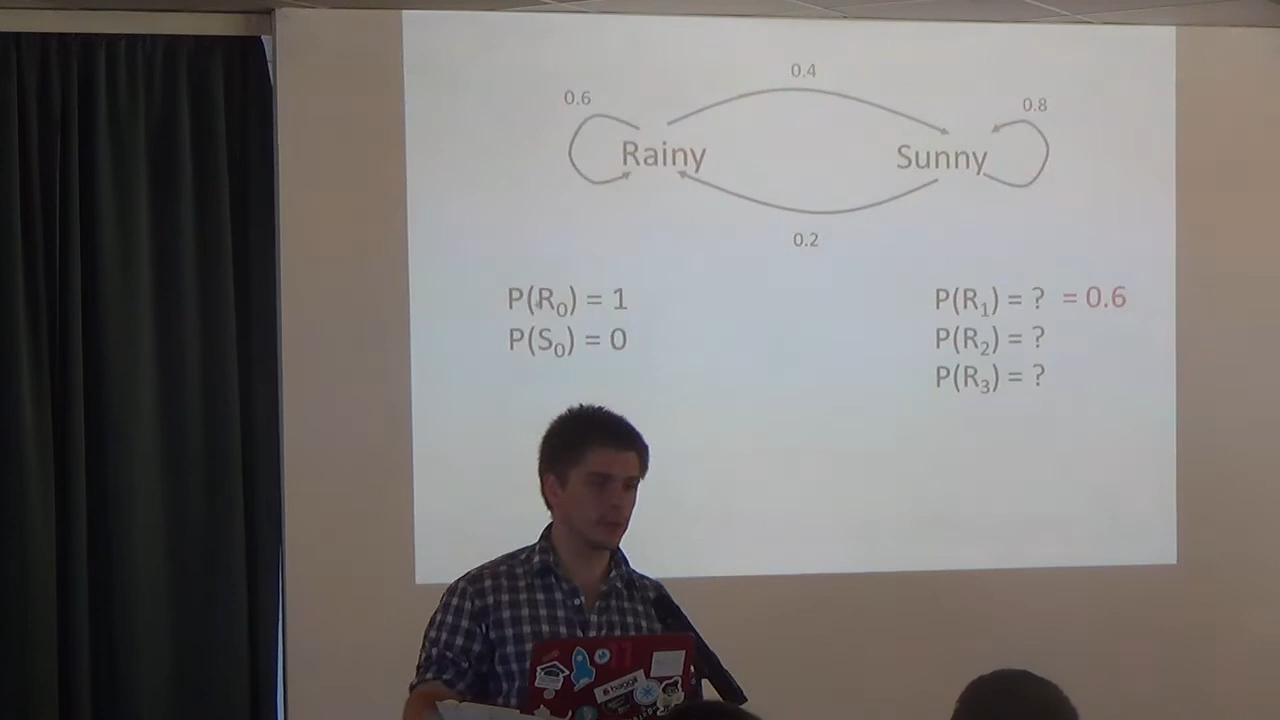 0.4
0.6
0.8
Rainy
Sunny
0.2
P(R₀) = 1
P(S₀) = 0
P(R₁) = ? = 0.6
P(R₂) = ?
P(R₃) = ?